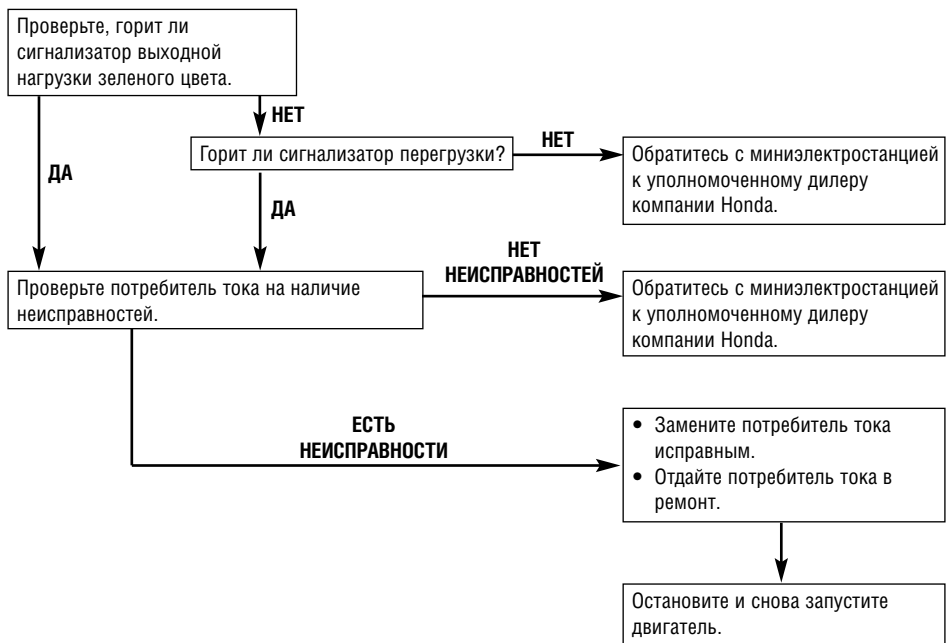 Проверьте, горит ли
сигнализатор выходной
нагрузки зеленого цвета.
НЕТ
Горит ли сигнализатор перегрузки?
НЕТ
Обратитесь с миниэлектростанцией
к уполномоченному дилеру
компании Honda.
ДА
ДА
Проверьте потребитель тока на наличие
неисправностей.
НЕТ
НЕИСПРАВНОСТЕЙ
Обратитесь с миниэлектростанцией
к уполномоченному дилеру
компании Honda.
ЕСТЬ
НЕИСПРАВНОСТИ
• Замените потребитель тока
исправным.
• Отдайте потребитель тока в
ремонт.
Остановите и снова запустите
двигатель.